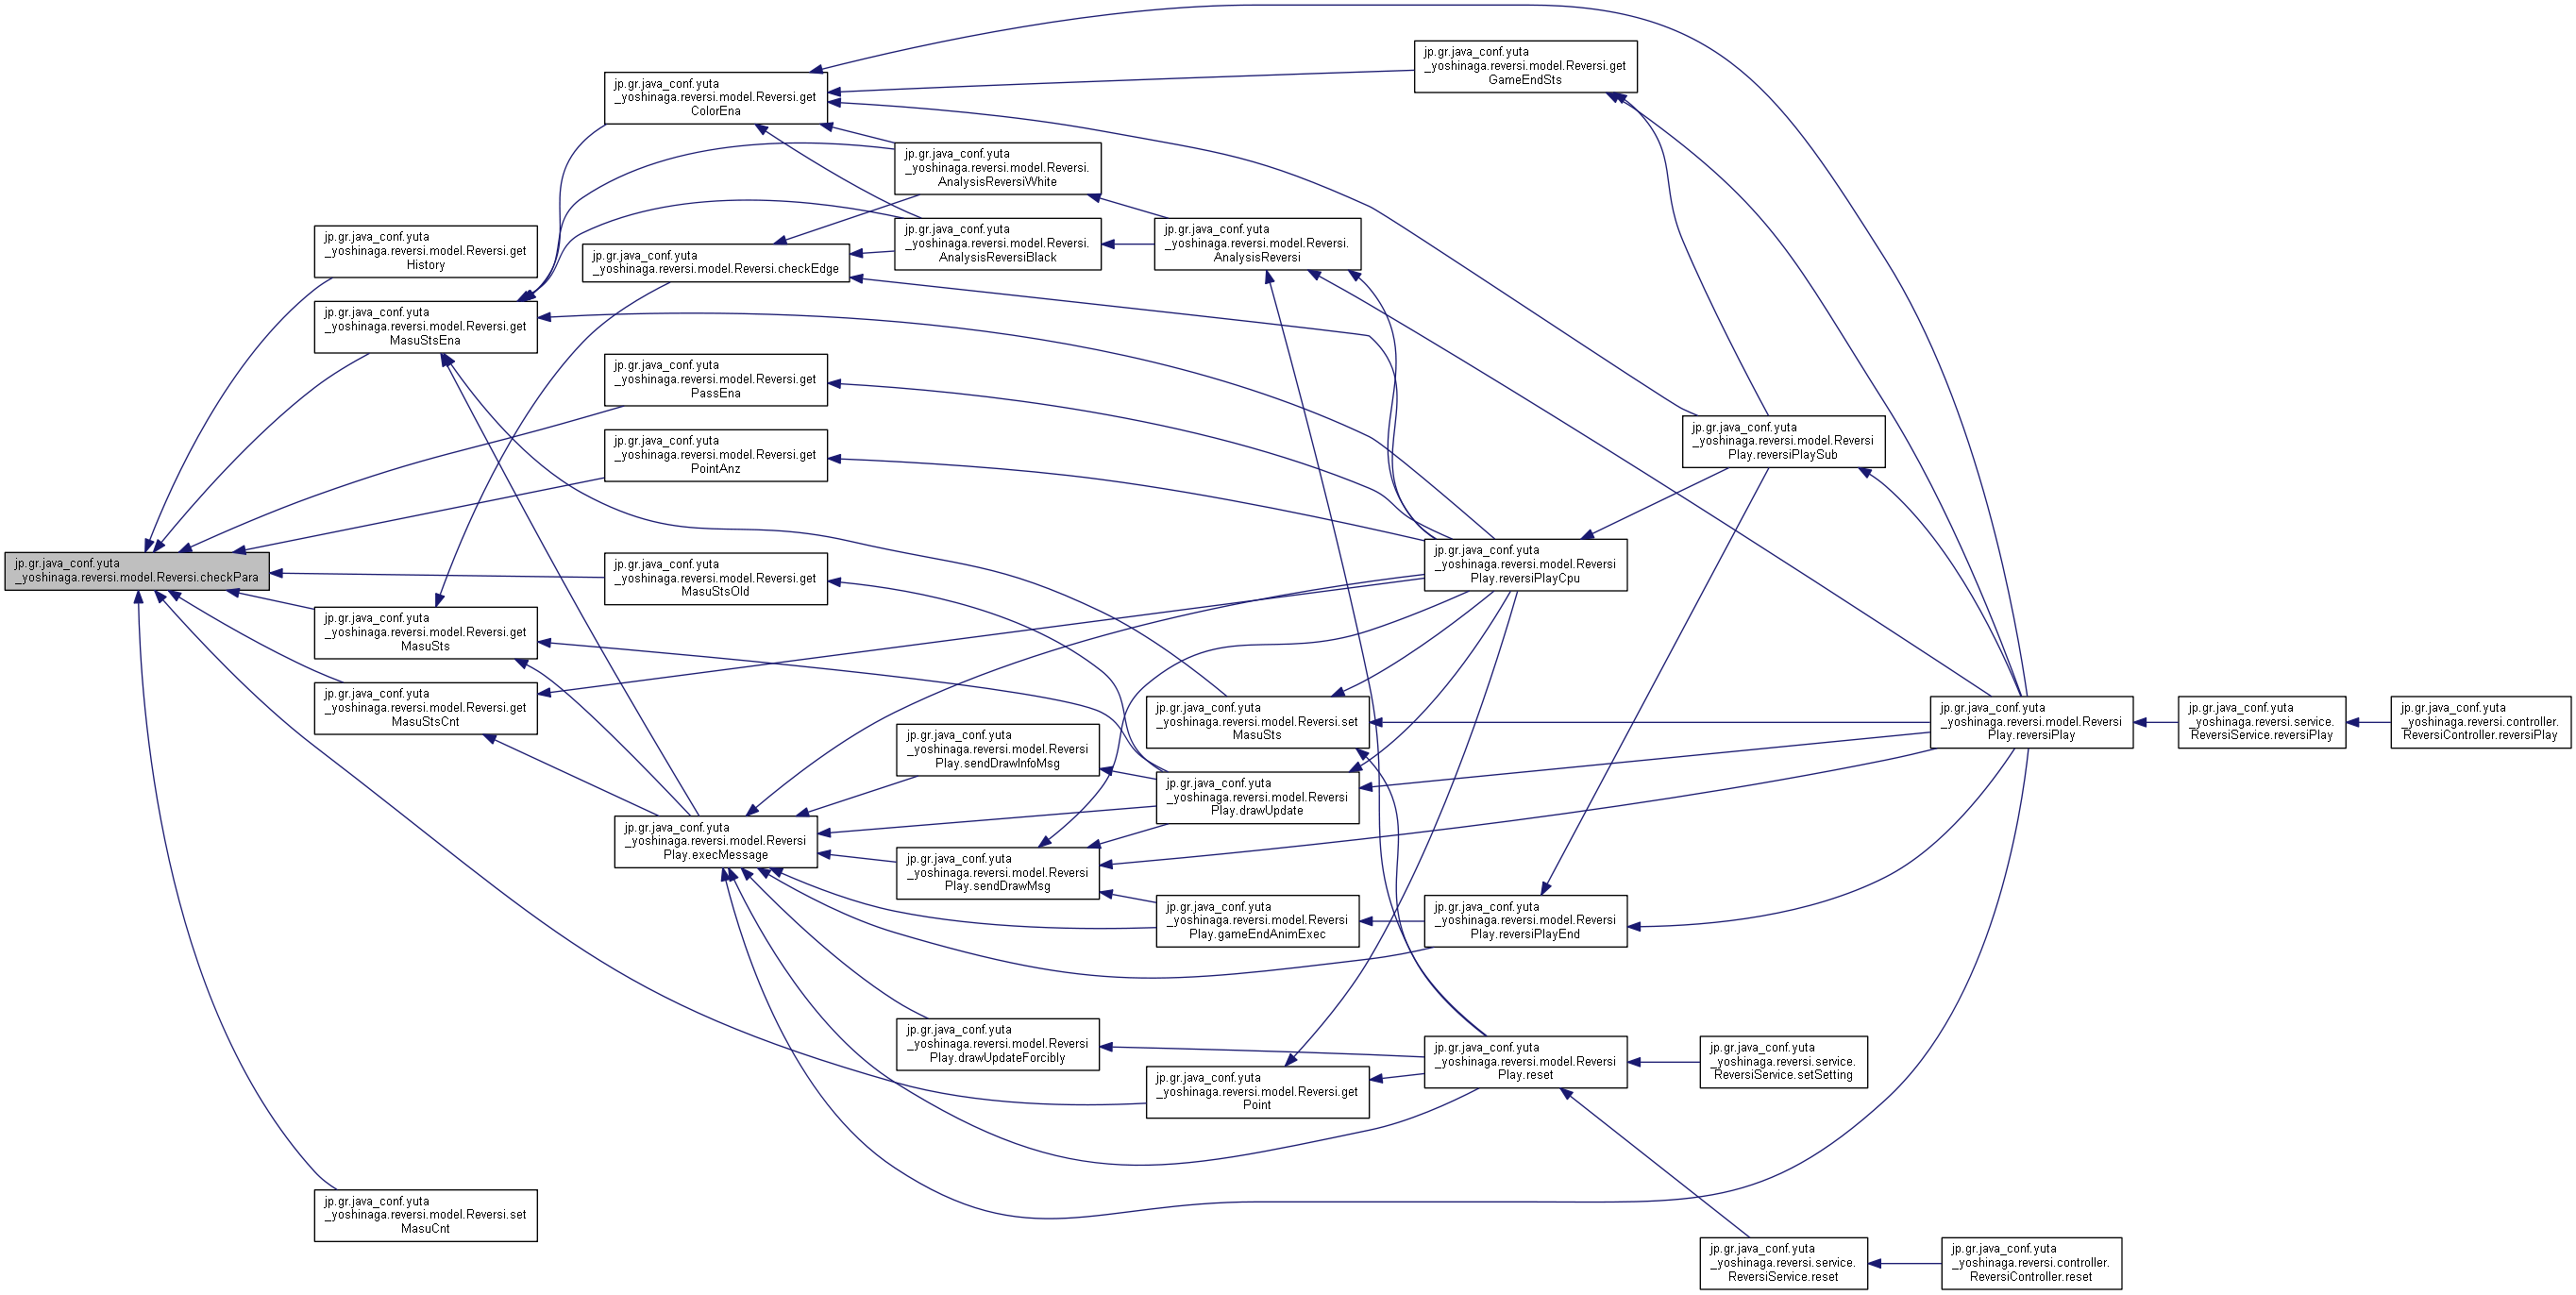 jp.gr.java_conf.yuta
_yoshinaga.reversi.model.Reversi.checkPara
jp.gr.java_conf.yuta
_yoshinaga.reversi.model.Reversi.get
History
jp.gr.java_conf.yuta
_yoshinaga.reversi.model.Reversi.get
MasuStsEna
jp.gr.java_conf.yuta
_yoshinaga.reversi.model.Reversi.get
MasuSts
jp.gr.java_conf.yuta
_yoshinaga.reversi.model.Reversi.get
MasuStsCnt
jp.gr.java_conf.yuta
_yoshinaga.reversi.model.Reversi.set
MasuCnt
jp.gr.java_conf.yuta
_yoshinaga.reversi.model.Reversi.get
ColorEna
jp.gr.java_conf.yuta
_yoshinaga.reversi.model.Reversi.checkEdge
jp.gr.java_conf.yuta
_yoshinaga.reversi.model.Reversi.get
PassEna
jp.gr.java_conf.yuta
_yoshinaga.reversi.model.Reversi.get
PointAnz
jp.gr.java_conf.yuta
_yoshinaga.reversi.model.Reversi.get
MasuStsOld
jp.gr.java_conf.yuta
_yoshinaga.reversi.model.Reversi
Play.execMessage
jp.gr.java_conf.yuta
_yoshinaga.reversi.model.Reversi.
AnalysisReversiWhite
jp.gr.java_conf.yuta
_yoshinaga.reversi.model.Reversi.
AnalysisReversiBlack
jp.gr.java_conf.yuta
_yoshinaga.reversi.model.Reversi
Play.sendDrawInfoMsg
jp.gr.java_conf.yuta
_yoshinaga.reversi.model.Reversi
Play.sendDrawMsg
jp.gr.java_conf.yuta
_yoshinaga.reversi.model.Reversi
Play.drawUpdateForcibly
jp.gr.java_conf.yuta
_yoshinaga.reversi.model.Reversi.
AnalysisReversi
jp.gr.java_conf.yuta
_yoshinaga.reversi.model.Reversi.set
MasuSts
jp.gr.java_conf.yuta
_yoshinaga.reversi.model.Reversi
Play.drawUpdate
jp.gr.java_conf.yuta
_yoshinaga.reversi.model.Reversi
Play.gameEndAnimExec
jp.gr.java_conf.yuta
_yoshinaga.reversi.model.Reversi.get
Point
jp.gr.java_conf.yuta
_yoshinaga.reversi.model.Reversi.get
GameEndSts
jp.gr.java_conf.yuta
_yoshinaga.reversi.model.Reversi
Play.reversiPlayCpu
jp.gr.java_conf.yuta
_yoshinaga.reversi.model.Reversi
Play.reversiPlayEnd
jp.gr.java_conf.yuta
_yoshinaga.reversi.model.Reversi
Play.reset
jp.gr.java_conf.yuta
_yoshinaga.reversi.model.Reversi
Play.reversiPlaySub
jp.gr.java_conf.yuta
_yoshinaga.reversi.service.
ReversiService.setSetting
jp.gr.java_conf.yuta
_yoshinaga.reversi.service.
ReversiService.reset
jp.gr.java_conf.yuta
_yoshinaga.reversi.model.Reversi
Play.reversiPlay
jp.gr.java_conf.yuta
_yoshinaga.reversi.controller.
ReversiController.reset
jp.gr.java_conf.yuta
_yoshinaga.reversi.service.
ReversiService.reversiPlay
jp.gr.java_conf.yuta
_yoshinaga.reversi.controller.
ReversiController.reversiPlay